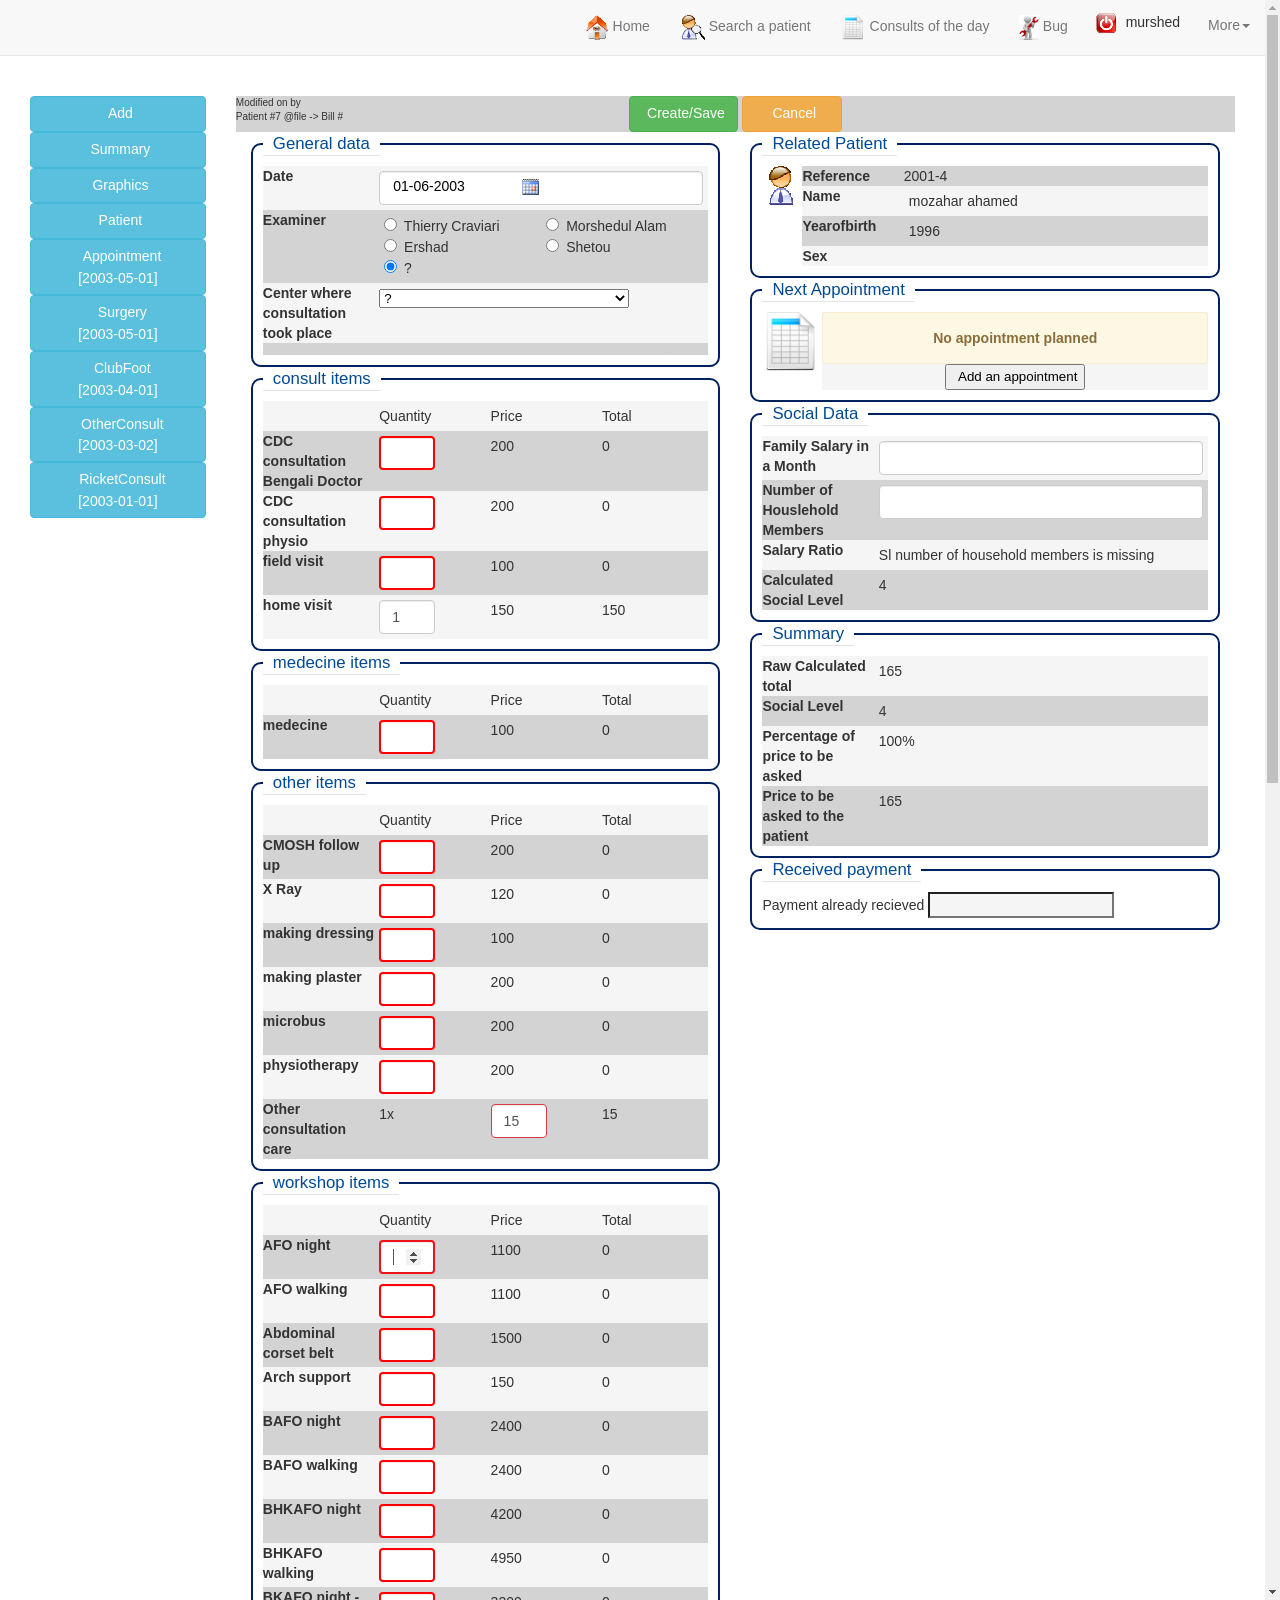 Home Search a patient Consults of the day Bug murshed More
Add
Summary
Graphics
Patient
Appointment
[2003-05-01]
Surgery
[2003-05-01]
ClubFoot
[2003-04-01]
OtherConsult
[2003-03-02]
RicketConsult
[2003-01-01]
Modified on by
Patient #7 @file -> Bill #
Create/Save Cancel
General data
Date 01-06-2003
Examiner Thierry Craviari Morshedul Alam
Ershad Shetou
?
Center where
consultation
took place
?
consult items
Quantity Price Total
CDC
consultation
Bengali Doctor
200 0
CDC
consultation
physio
200 0
field visit 100 0
home visit 1 150 150
medecine items
Quantity Price Total
medecine 100 0
other items
Quantity Price Total
CMOSH follow
up
200 0
X Ray 120 0
making dressing 100 0
making plaster 200 0
microbus 200 0
physiotherapy 200 0
Other
consultation
care
1x 15 15
workshop items
Quantity Price Total
AFO night 1100 0
AFO walking 1100 0
Abdominal
corset belt
1500 0
Arch support 150 0
BAFO night 2400 0
BAFO walking 2400 0
BHKAFO night 4200 0
BHKAFO
walking
4950 0
BKAFO night -
Related Patient
Reference 2001-4
Name mozahar ahamed
Yearofbirth 1996
Sex
Next Appointment
No appointment planned
Add an appointment
Social Data
Family Salary in
a Month
Number of
Houslehold
Members
Salary Ratio Sl number of household members is missing
Calculated
Social Level
4
Summary
Raw Calculated
total
165
Social Level 4
Percentage of
price to be
asked
100%
Price to be
asked to the
patient
165
Received payment
Payment already recieved